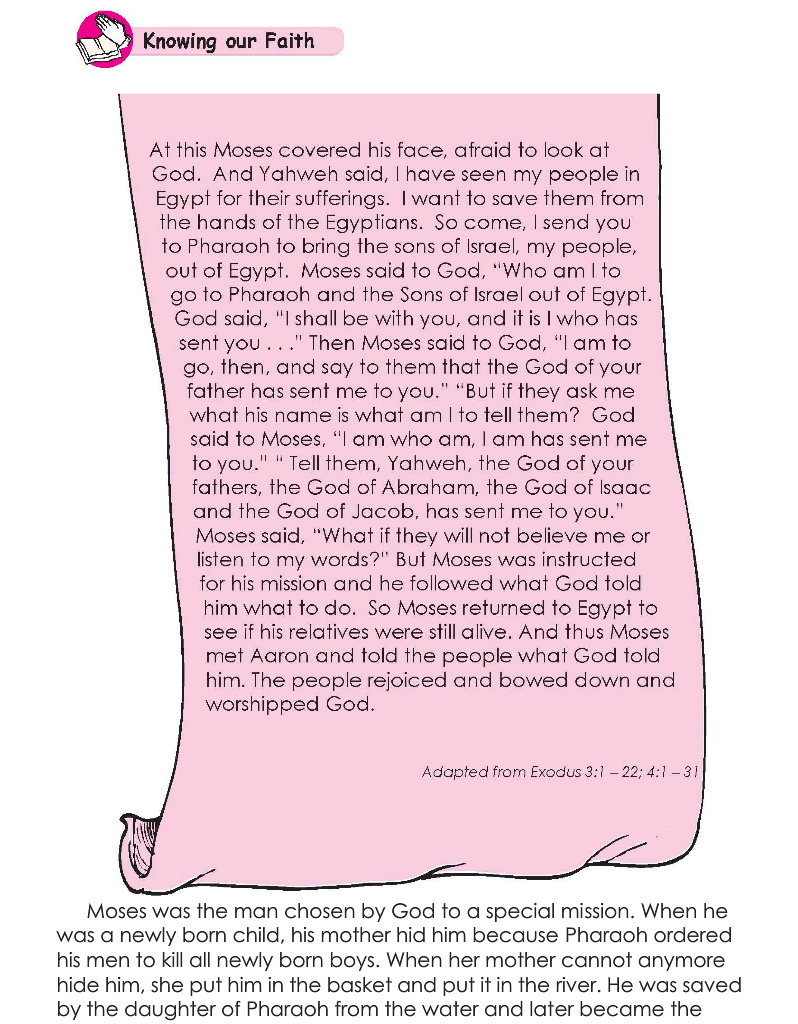 Knowing our Faith
At this Moses covered his face, afraid to look at
God.  And Yahweh said, I have seen my people in
Egypt for their sufferings.  I want to save them from
the hands of the Egyptians.  So come, I send you
to Pharaoh to bring the sons of Israel, my people,
out of Egypt.  Moses said to God, “Who am I to
go to Pharaoh and the Sons of Israel out of Egypt.
God said, “I shall be with you, and it is I who has
sent you . . .” Then Moses said to God, “I am to
go, then, and say to them that the God of your
father has sent me to you.” “But if they ask me
what his name is what am I to tell them?  God
said to Moses, “I am who am, I am has sent me
to you.” “ Tell them, Yahweh, the God of your
fathers, the God of Abraham, the God of Isaac
and the God of Jacob, has sent me to you.”
Moses said, “What if they will not believe me or
listen to my words?” But Moses was instructed
for his mission and he followed what God told
him what to do.  So Moses returned to Egypt to
see if his relatives were still alive. And thus Moses
met Aaron and told the people what God told
him. The people rejoiced and bowed down and
worshipped God.
Adapted from Exodus 3:1 – 22; 4:1 – 31
Moses was the man chosen by God to a special mission. When he
was a newly born child, his mother hid him because Pharaoh ordered
his men to kill all newly born boys. When her mother cannot anymore
hide him, she put him in the basket and put it in the river. He was saved
by the daughter of Pharaoh from the water and later became the